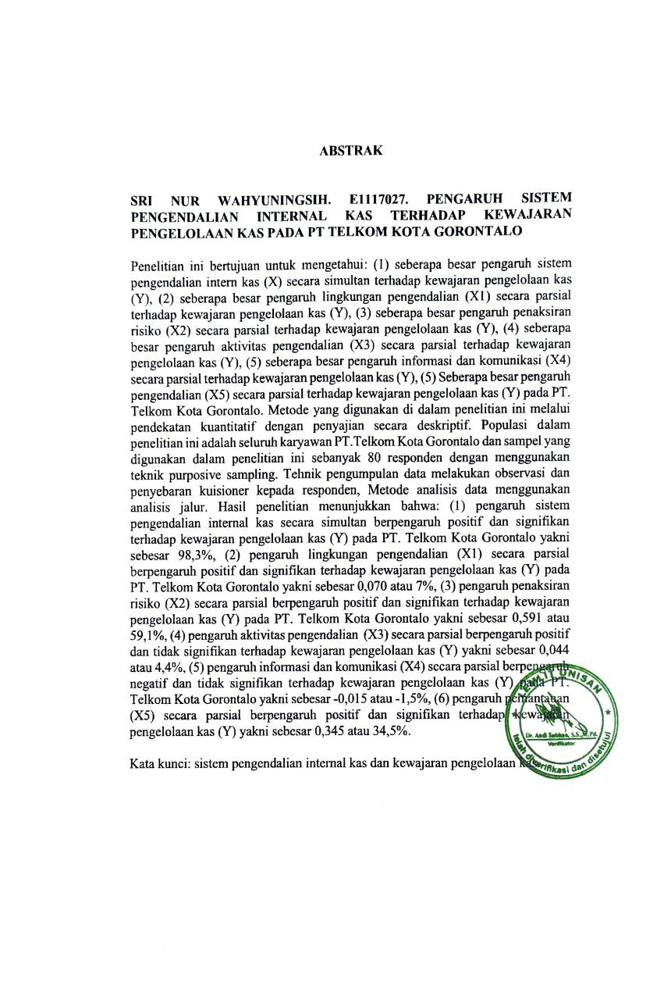 ABSTRAK
SRI NUR WAHYUNINGSIH. E1117027. PENGARUH SISTEM
PENGENDALIAN INTERNAL KAS TERHADAP KEWAJARAN
PENGELOLAAN KAS PADA PT TELKOM KOTA GORONTALO
Penelitian ini bertujuan untuk mengetahui: (1) seberapa besar pengaruh sistem
pengendalian intern kas (X) secara simultan terhadap kewajaran pengelolaan kas
(Y), (2) seberapa besar pengaruh lingkungan pengendalian (X1) secara parsial
terhadap kewajaran pengelolaan kas (Y), (3) seberapa besar pengaruh penaksiran
risiko (X2) secara parsial terhadap kewajaran pengelolaan kas (Y), (4) seberapa
besar pengaruh aktivitas pengendalian (X3) secara parsial terhadap kewajaran
pengelolaan kas (Y), (5) seberapa besar pengaruh informasi dan komunikasi (X4)
secara parsial terhadap kewajaran pengelolaan kas (Y), (5) Seberapa besar pengaruh
pengendalian (X5) secara parsial terhadap kewajaran pengelolaan kas (Y) pada PT.
Telkom Kota Gorontalo. Metode yang digunakan di dalam penelitian ini melalui
pendekatan kuantitatif dengan penyajian secara deskriptif. Populasi dalam
penelitian ini adalah seluruh karyawan PT.Telkom Kota Gorontalo dan sampel yang
digunakan dalam penelitian ini sebanyak 80 responden dengan menggunakan
teknik purposive sampling. Tehnik pengumpulan data melakukan observasi dan
penyebaran kuisioner kepada responden, Metode analisis data menggunakan
analisis jalur. Hasil penelitian menunjukkan bahwa: (1) pengaruh sistem
pengendalian internal kas secara simultan berpengaruh positif dan signifikan
terhadap kewajaran pengelolaan kas (Y) pada PT. Telkom Kota Gorontalo yakni
sebesar 98,3%, (2) pengaruh lingkungan pengendalian (X1) secara parsial
berpengaruh positif dan signifikan terhadap kewajaran pengelolaan kas (Y) pada
PT. Telkom Kota Gorontalo yakni sebesar 0,070 atau 7%, (3) pengaruh penaksiran
risiko (X2) secara parsial berpengaruh positif dan signifikan terhadap kewajaran
pengelolaan kas (Y) pada PT. Telkom Kota Gorontalo yakni sebesar 0,591 atau
59,1%, (4) pengaruh aktivitas pengendalian (X3) secara parsial berpengaruh positif
dan tidak signifikan terhadap kewajaran pengelolaan kas (Y) yakni sebesar 0,044
atau 4,4%, (5) pengaruh informasi dan komunikasi (X4) secara parsial berpengaruh
negatif dan tidak signifikan terhadap kewajaran pengelolaan kas (Y) pada PT.
Telkom Kota Gorontalo yakni sebesar -0,015 atau -1,5%, (6) pengaruh pemantauan
(X5) secara parsial berpengaruh positif dan signifikan terhadap kewajaran
pengelolaan kas (Y) yakni sebesar 0,345 atau 34,5%.
Kata kunci: sistem pengendalian internal kas dan kewajaran pengelolaan kas
LEMLIT UNISAN
Verifikator
telah diverifikasi dan disetujui